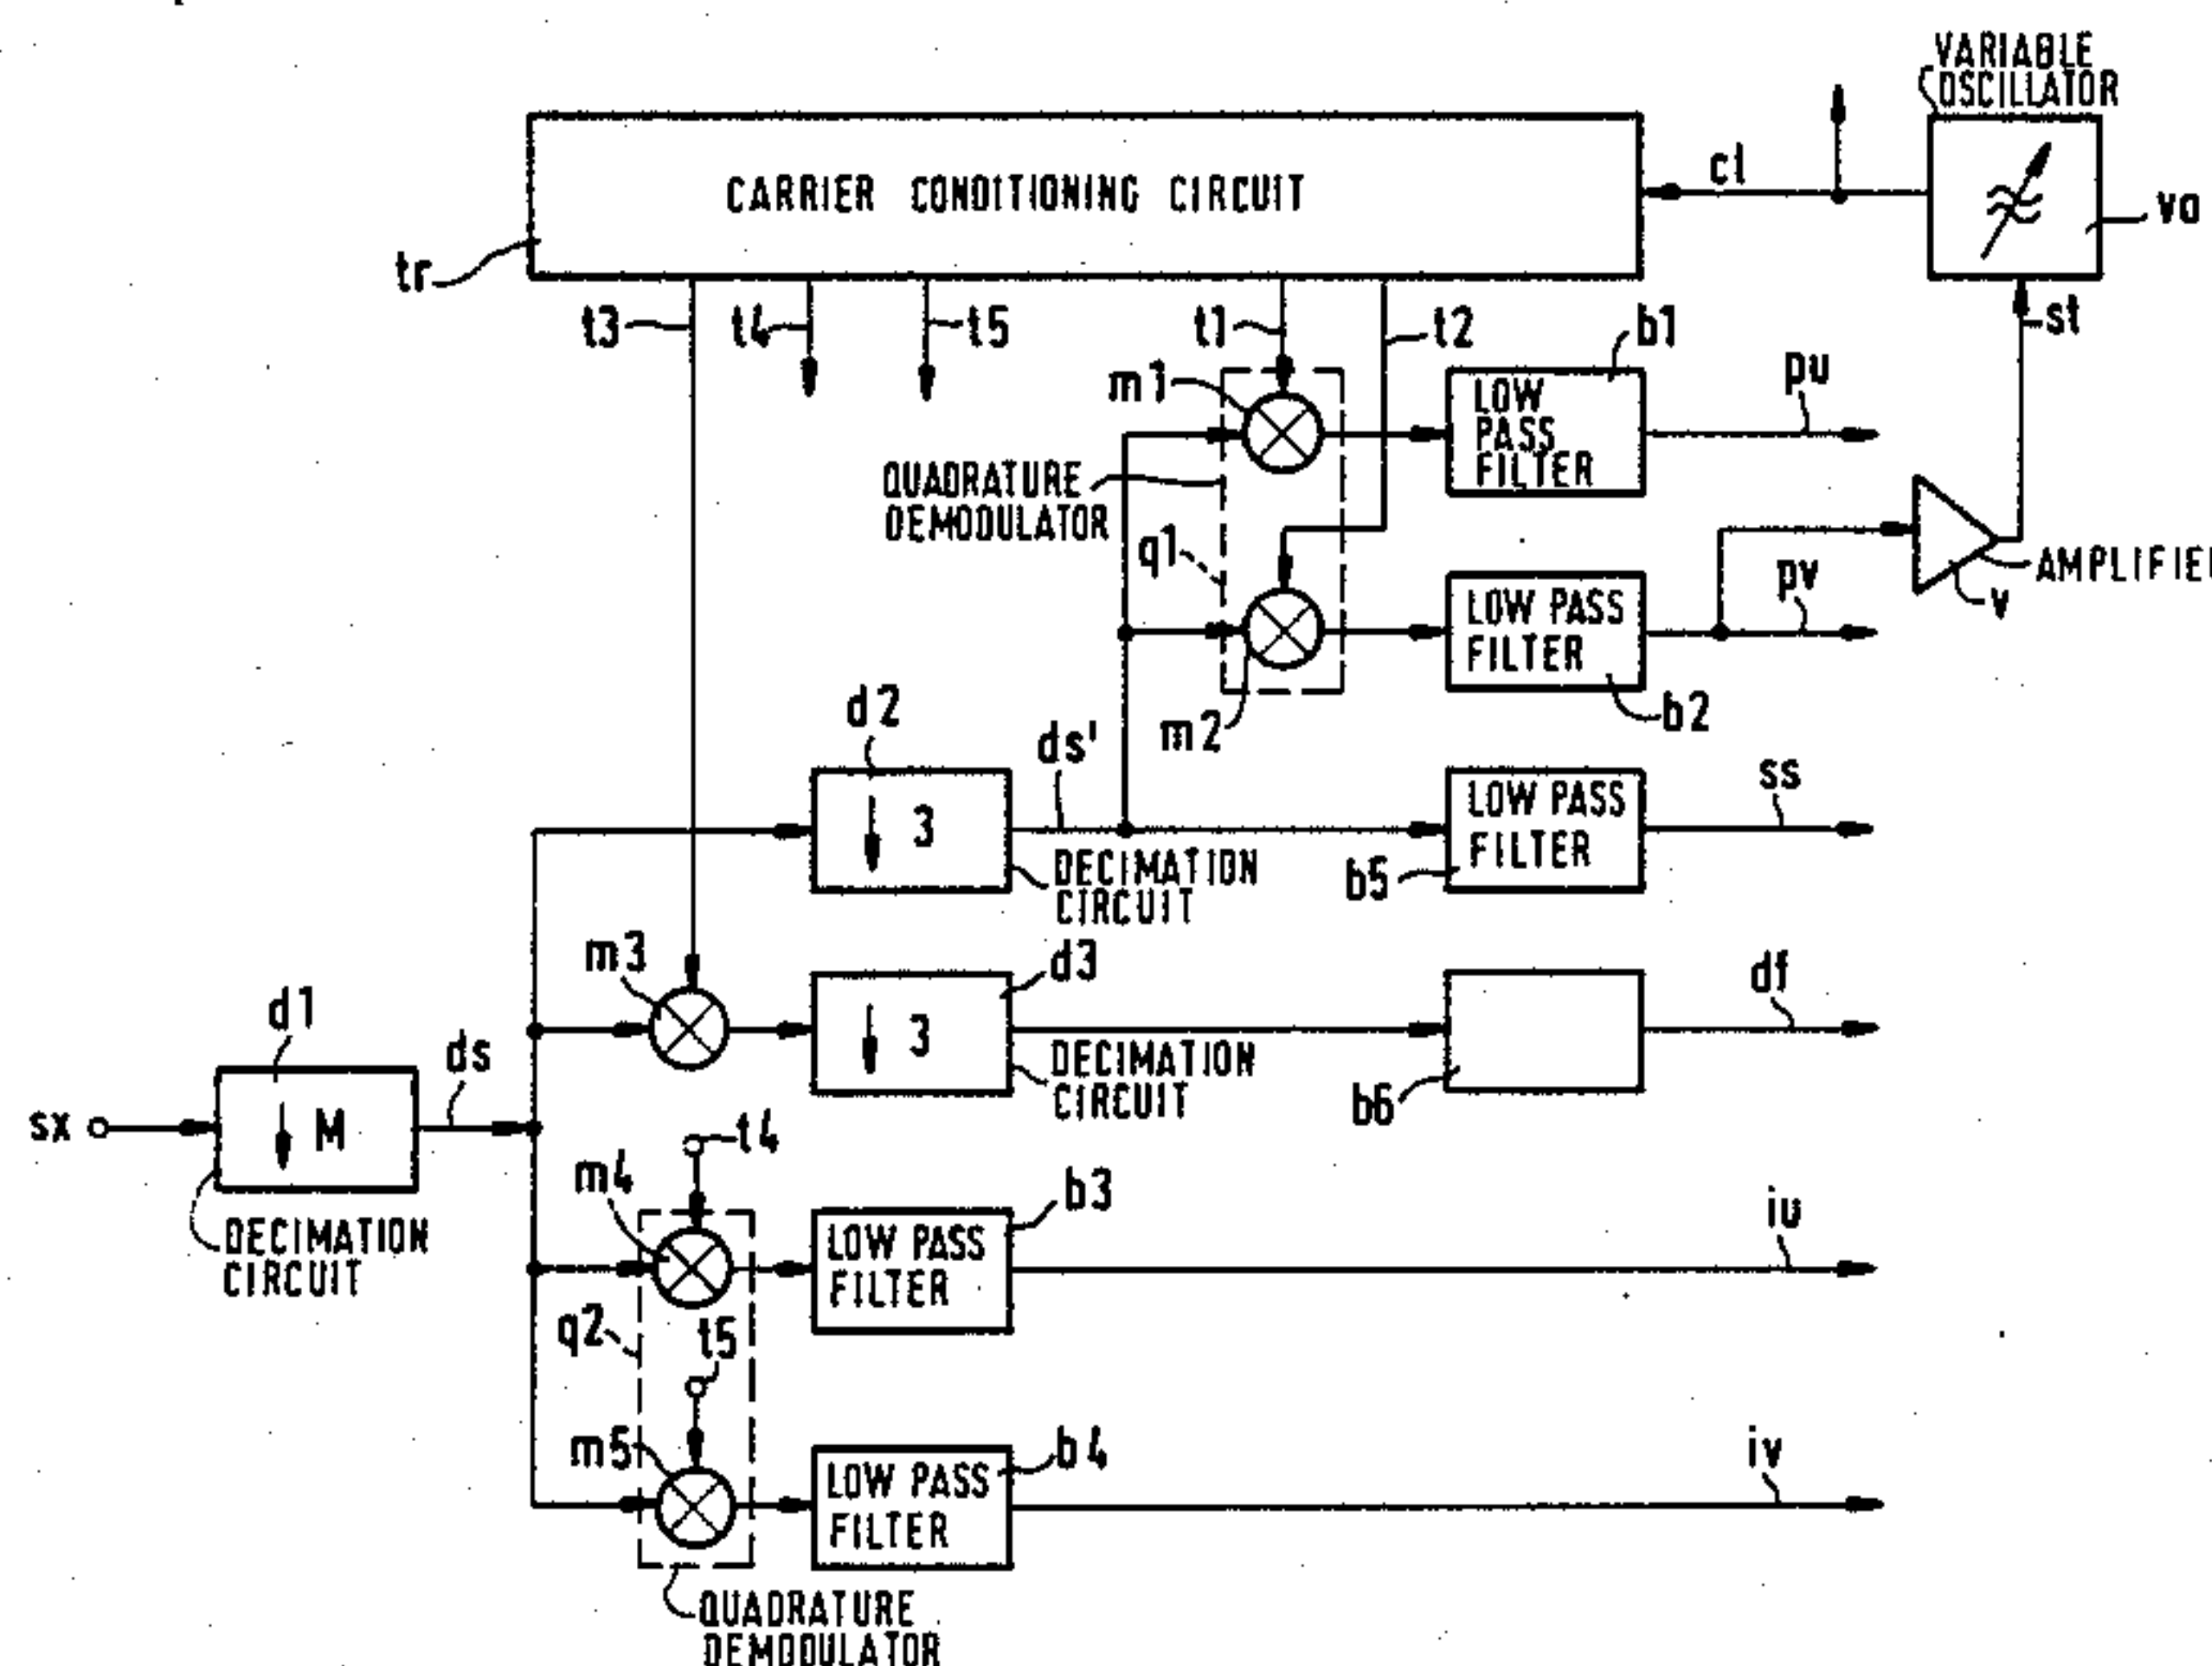 VARIABLE
OSCILLATOR
CARRIER CONDITIONING CIRCUIT
cl
vo
tr
t3
t4
t5
t1
t2
b1
st
m1
LOW
PASS
FILTER
pu
QUADRATURE
DEMODULATOR
q1
LOW PASS
FILTER
pv
AMPLIFIE
v
m2
b2
d2
ds'
3
DECIMATION
CIRCUIT
LOW PASS
FILTER
b5
ss
m3
d3
3
DECIMATION
CIRCUIT
b6
df
d1
ds
sx
M
DECIMATION
CIRCUIT
t4
m4
b3
LOW PASS
FILTER
iu
q2
t5
m5
b4
LOW PASS
FILTER
iv
QUADRATURE
DEMODULATOR